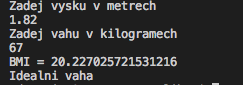 Zadej vysku v metrech
1.82
Zadej vahu v kilogramech
67
BMI = 20.227025721531216
Idealni vaha